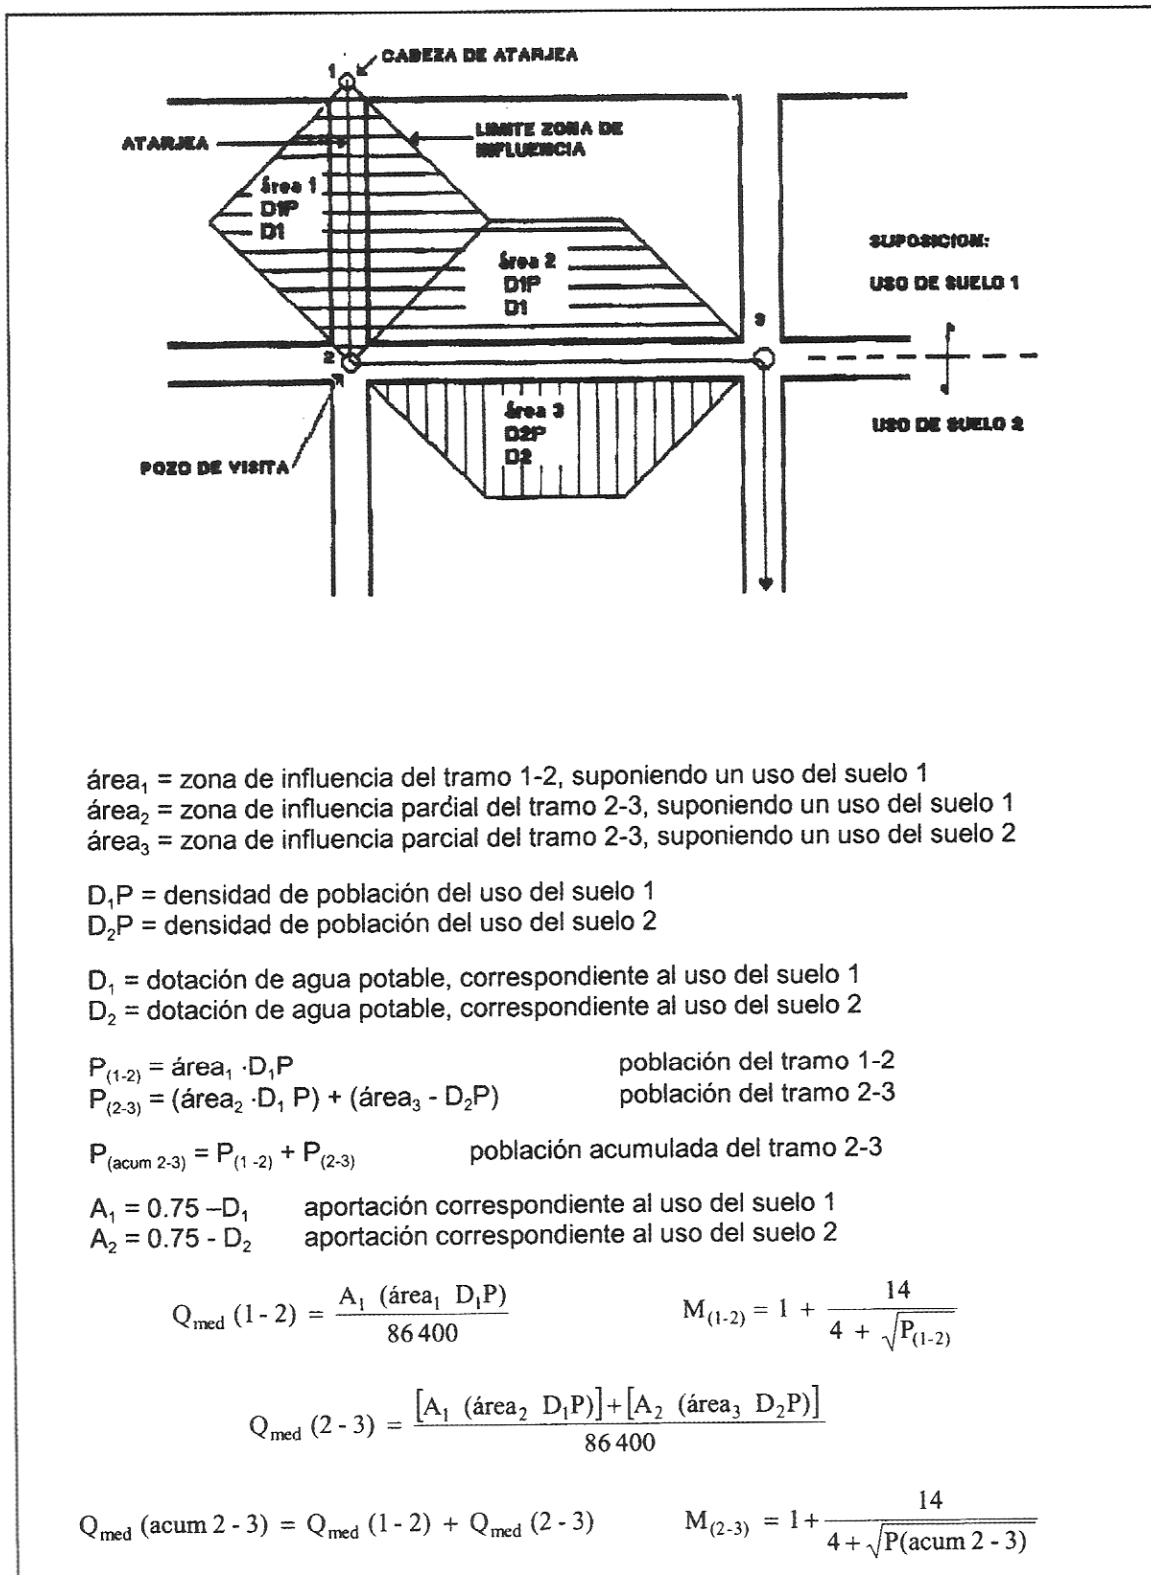 1 CABEZA DE ATARJEA
ATARJEA
LIMITE ZONA DE
INFLUENCIA
área 1
D1P
D1
área 2
D1P
D1
SUPOSICION:
USO DE SUELO 1
3
2
área 3
D2P
D2
USO DE SUELO 2
POZO DE VISITA
área₁ = zona de influencia del tramo 1-2, suponiendo un uso del suelo 1
área₂ = zona de influencia parcial del tramo 2-3, suponiendo un uso del suelo 1
área₃ = zona de influencia parcial del tramo 2-3, suponiendo un uso del suelo 2
D₁P = densidad de población del uso del suelo 1
D₂P = densidad de población del uso del suelo 2
D₁ = dotación de agua potable, correspondiente al uso del suelo 1
D₂ = dotación de agua potable, correspondiente al uso del suelo 2
P₍₁₋₂₎ = área₁ ·D₁P población del tramo 1-2
P₍₂₋₃₎ = (área₂ ·D₁ P) + (área₃ - D₂P) población del tramo 2-3
P(acum 2-3) = P(1 -2) + P(2-3) población acumulada del tramo 2-3
A₁ = 0.75 –D₁ aportación correspondiente al uso del suelo 1
A₂ = 0.75 - D₂ aportación correspondiente al uso del suelo 2
Qmed (1 - 2) = A₁ (área₁ D₁P) / 86 400 M(1-2) = 1 + 14 / (4 + √P(1-2))
Qmed (2 - 3) = [A₁ (área₂ D₁P)] + [A₂ (área₃ D₂P)] / 86 400
Qmed (acum 2 - 3) = Qmed (1 - 2) + Qmed (2 - 3) M(2-3) = 1 + 14 / (4 + √P(acum 2 - 3))